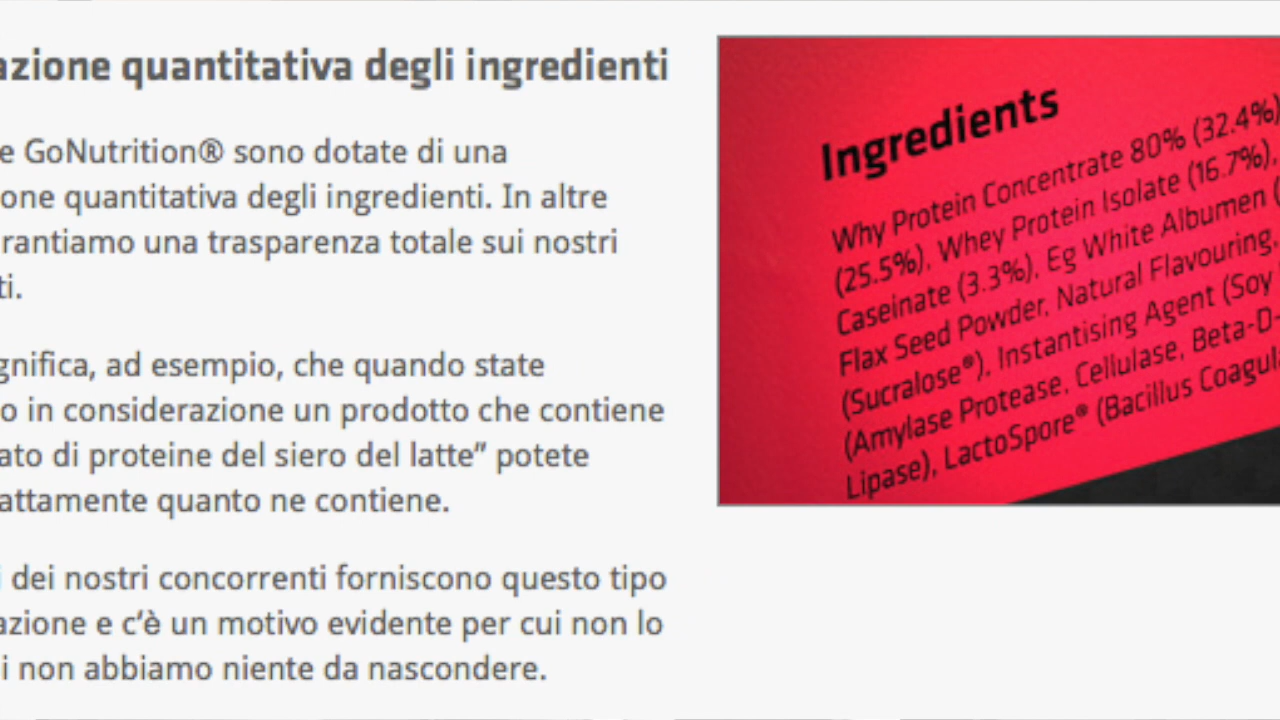 azione quantitativa degli ingredienti
e GoNutrition® sono dotate di una
one quantitativa degli ingredienti. In altre
rantiamo una trasparenza totale sui nostri
ti.
gnifica, ad esempio, che quando state
o in considerazione un prodotto che contiene
ato di proteine del siero del latte” potete
attamente quanto ne contiene.
i dei nostri concorrenti forniscono questo tipo
azione e c’è un motivo evidente per cui non lo
i non abbiamo niente da nascondere.
Ingredients
Why Protein Concentrate 80% (32.4%)
(25.5%), Whey Protein Isolate (16.7%),
Caseinate (3.3%), Eg White Albumen (
Flax Seed Powder, Natural Flavouring,
(Sucralose®), Instantising Agent (Soy
(Amylase Protease, Cellulase, Beta-D-
Lipase), LactoSpore® (Bacillus Coagula